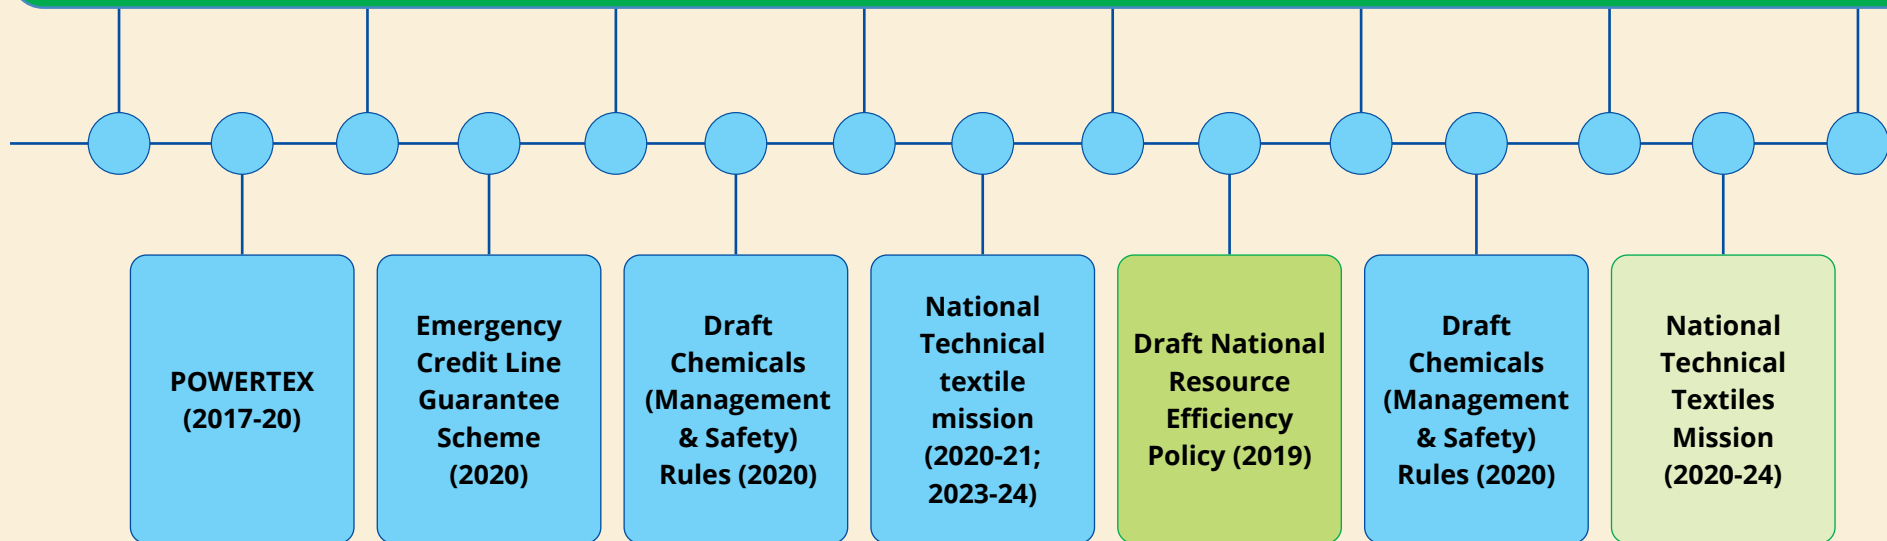 POWERTEX
(2017-20)
Emergency
Credit Line
Guarantee
Scheme
(2020)
Draft
Chemicals
(Management
& Safety)
Rules (2020)
National
Technical
textile
mission
(2020-21;
2023-24)
Draft National
Resource
Efficiency
Policy (2019)
Draft
Chemicals
(Management
& Safety)
Rules (2020)
National
Technical
Textiles
Mission
(2020-24)